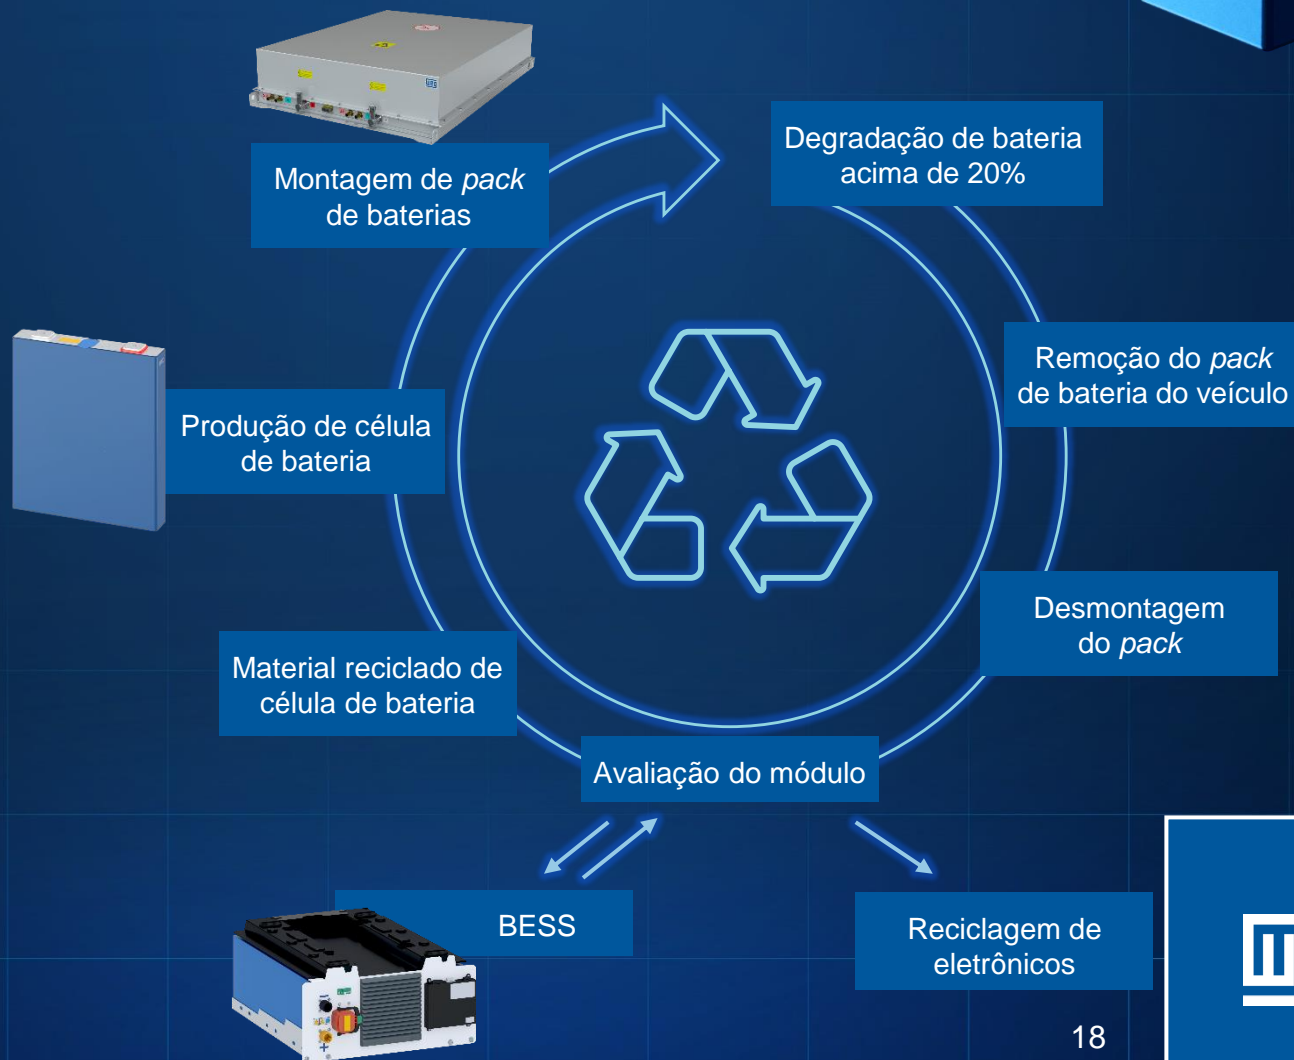 Montagem de pack
de baterias
Degradação de bateria
acima de 20%
Remoção do pack
de bateria do veículo
Produção de célula
de bateria
Desmontagem
do pack
Material reciclado de
célula de bateria
Avaliação do módulo
BESS
Reciclagem de
eletrônicos
18